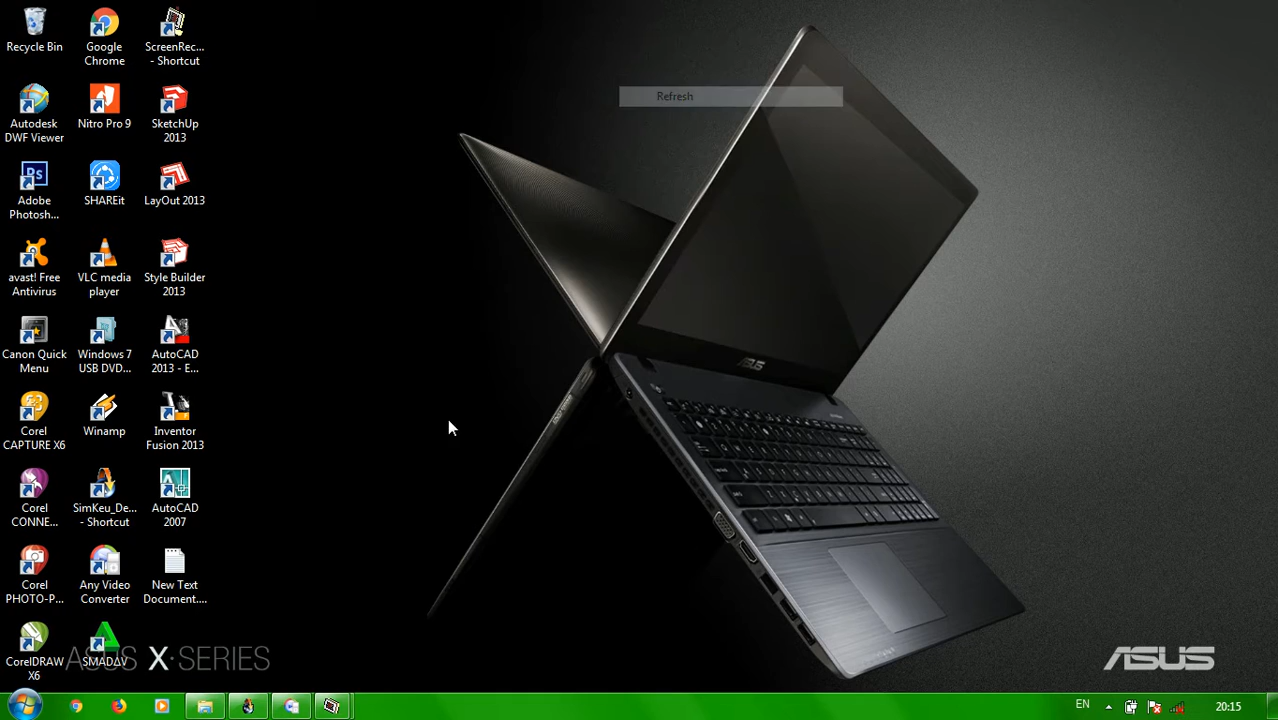 Recycle Bin
Google
Chrome
ScreenRec...
- Shortcut
Refresh
Autodesk
DWF Viewer
Nitro Pro 9
SketchUp
2013
Adobe
Photosh...
SHAREit
LayOut 2013
avast! Free
Antivirus
VLC media
player
Style Builder
2013
Canon Quick
Menu
Windows 7
USB DVD...
AutoCAD
2013 - E...
ASUS
Corel
CAPTURE X6
Winamp
Inventor
Fusion 2013
Corel
CONNE...
SimKeu_De...
- Shortcut
AutoCAD
2007
Corel
PHOTO-P...
Any Video
Converter
New Text
Document....
CorelDRAW
X6
SMADΔV
ASUS X-SERIES
ASUS
EN
20:15